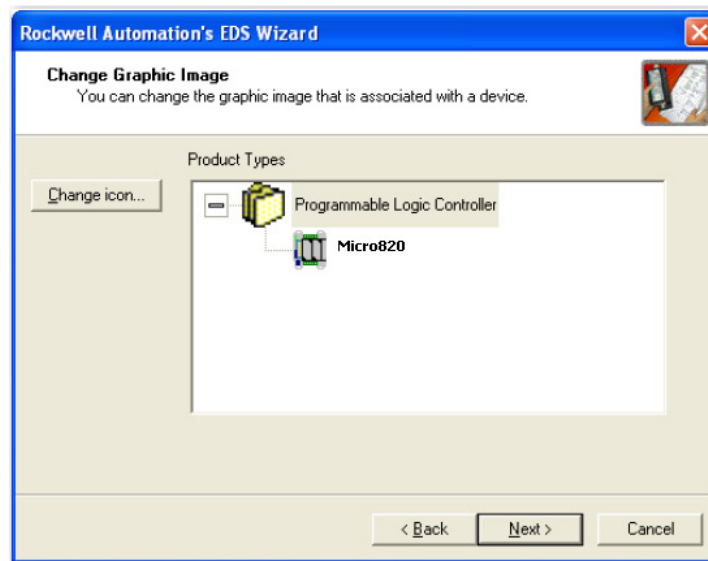 Rockwell Automation's EDS Wizard
Change Graphic Image
You can change the graphic image that is associated with a device.
Product Types
Change icon...
Programmable Logic Controller
Micro820
< Back
Next >
Cancel